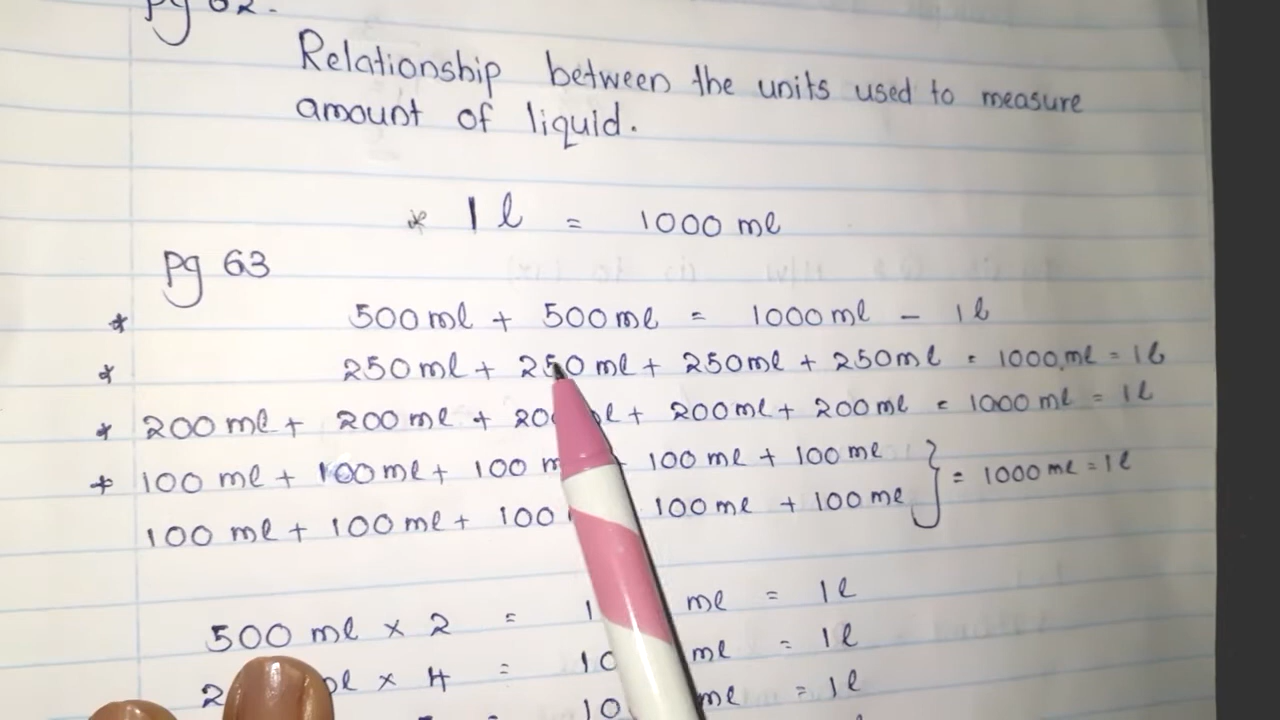 pg 62.
Relationship between the units used to measure
amount of liquid.
* 1 l = 1000 ml
pg 63
* 500 ml + 500 ml = 1000 ml - 1 l
* 250 ml + 250 ml + 250 ml + 250 ml = 1000 ml = 1 l
* 200 ml + 200 ml + 200 l + 200 ml + 200 ml = 1000 ml = 1 l
* 100 ml + 100 ml + 100 m 100 ml + 100 ml
100 ml + 100 ml + 100 100 ml + 100 ml } = 1000 ml = 1 l
500 ml × 2 = 1 ml = 1 l
2 ml × 4 = 10 ml = 1 l
= 10 ml = 1 l